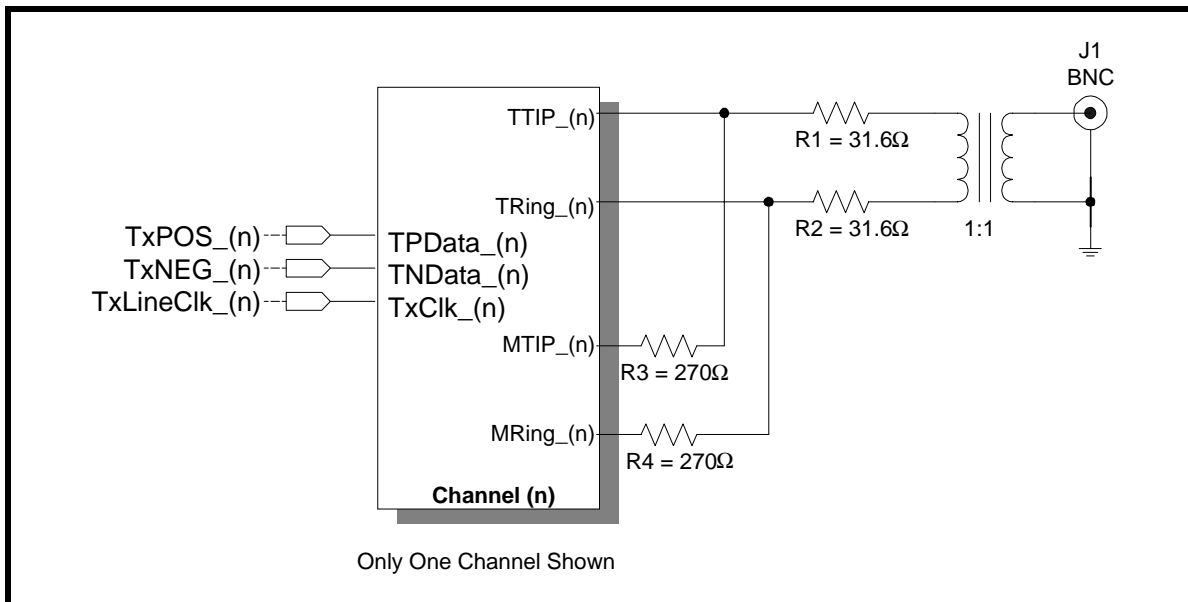 J1
BNC
TTIP_(n)
R1 = 31.6Ω
TRing_(n)
R2 = 31.6Ω
1:1
TxPOS_(n)
TPData_(n)
TxNEG_(n)
TNData_(n)
TxLineClk_(n)
TxClk_(n)
MTIP_(n)
R3 = 270Ω
MRing_(n)
R4 = 270Ω
Channel (n)
Only One Channel Shown